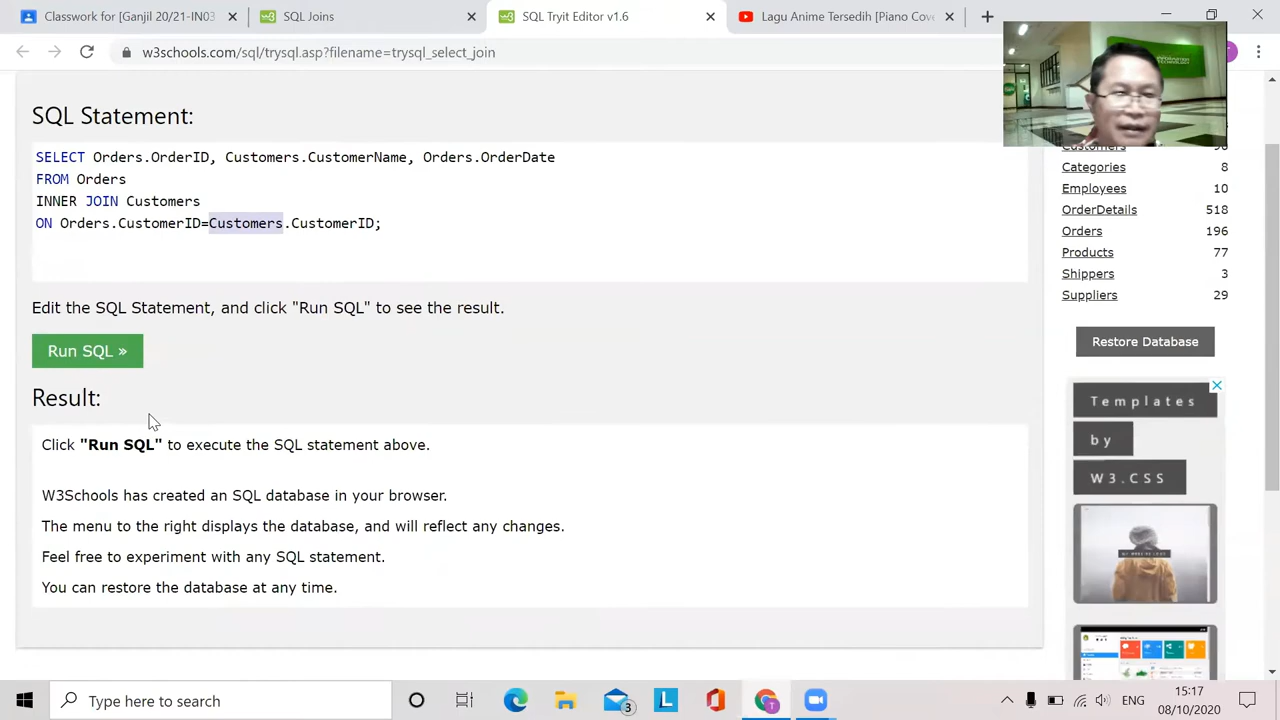 Classwork for [Ganjil 20/21-IN03
SQL Joins
SQL Tryit Editor v1.6
Lagu Anime Tersedih [Piano Cove
w3schools.com/sql/trysql.asp?filename=trysql_select_join
SQL Statement:
SELECT Orders.OrderID, Customers.CustomerName, Orders.OrderDate
FROM Orders
INNER JOIN Customers
ON Orders.CustomerID=Customers.CustomerID;
Edit the SQL Statement, and click "Run SQL" to see the result.
Run SQL »
Result:
Click "Run SQL" to execute the SQL statement above.
W3Schools has created an SQL database in your browser.
The menu to the right displays the database, and will reflect any changes.
Feel free to experiment with any SQL statement.
You can restore the database at any time.
Customers
Categories 8
Employees 10
OrderDetails 518
Orders 196
Products 77
Shippers 3
Suppliers 29
Restore Database
Templates
by
W3.CSS
Type here to search
3
ENG
15:17
08/10/2020